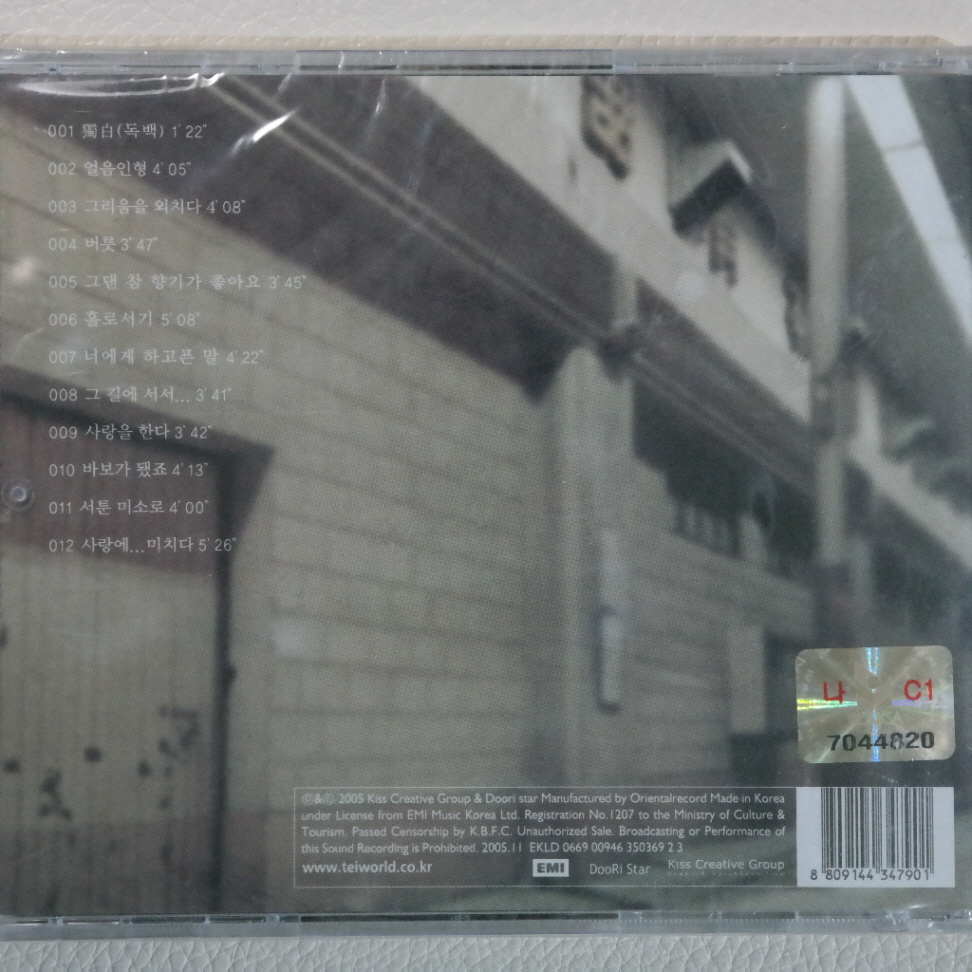 001 獨白(독백) 1' 22"
002 얼음인형 4' 05"
003 그리움을 외치다 4' 08"
004 버릇 3' 47"
005 그댄 참 향기가 좋아요 3' 45"
006 홀로서기 5' 08"
007 너에게 하고픈 말 4' 22"
008 그 길에 서서... 3' 41"
009 사랑을 한다 3' 42"
010 바보가 됐죠 4' 13"
011 서툰 미소로 4' 00"
012 사랑에...미치다 5' 26"
나 C1
7044820
ⓒ&ⓟ 2005 Kiss Creative Group & Doori star Manufactured by Orientalrecord Made in Korea
under License from EMI Music Korea Ltd. Registration No.1207 to the Ministry of Culture &
Tourism. Passed Censorship by K.B.F.C. Unauthorized Sale. Broadcasting or Performance of
this Sound Recording is Prohibited. 2005.11 EKLD 0669 00946 350369 2 3
www.teiworld.co.kr EMI DooRi Star Kiss Creative Group
8 809144 347901